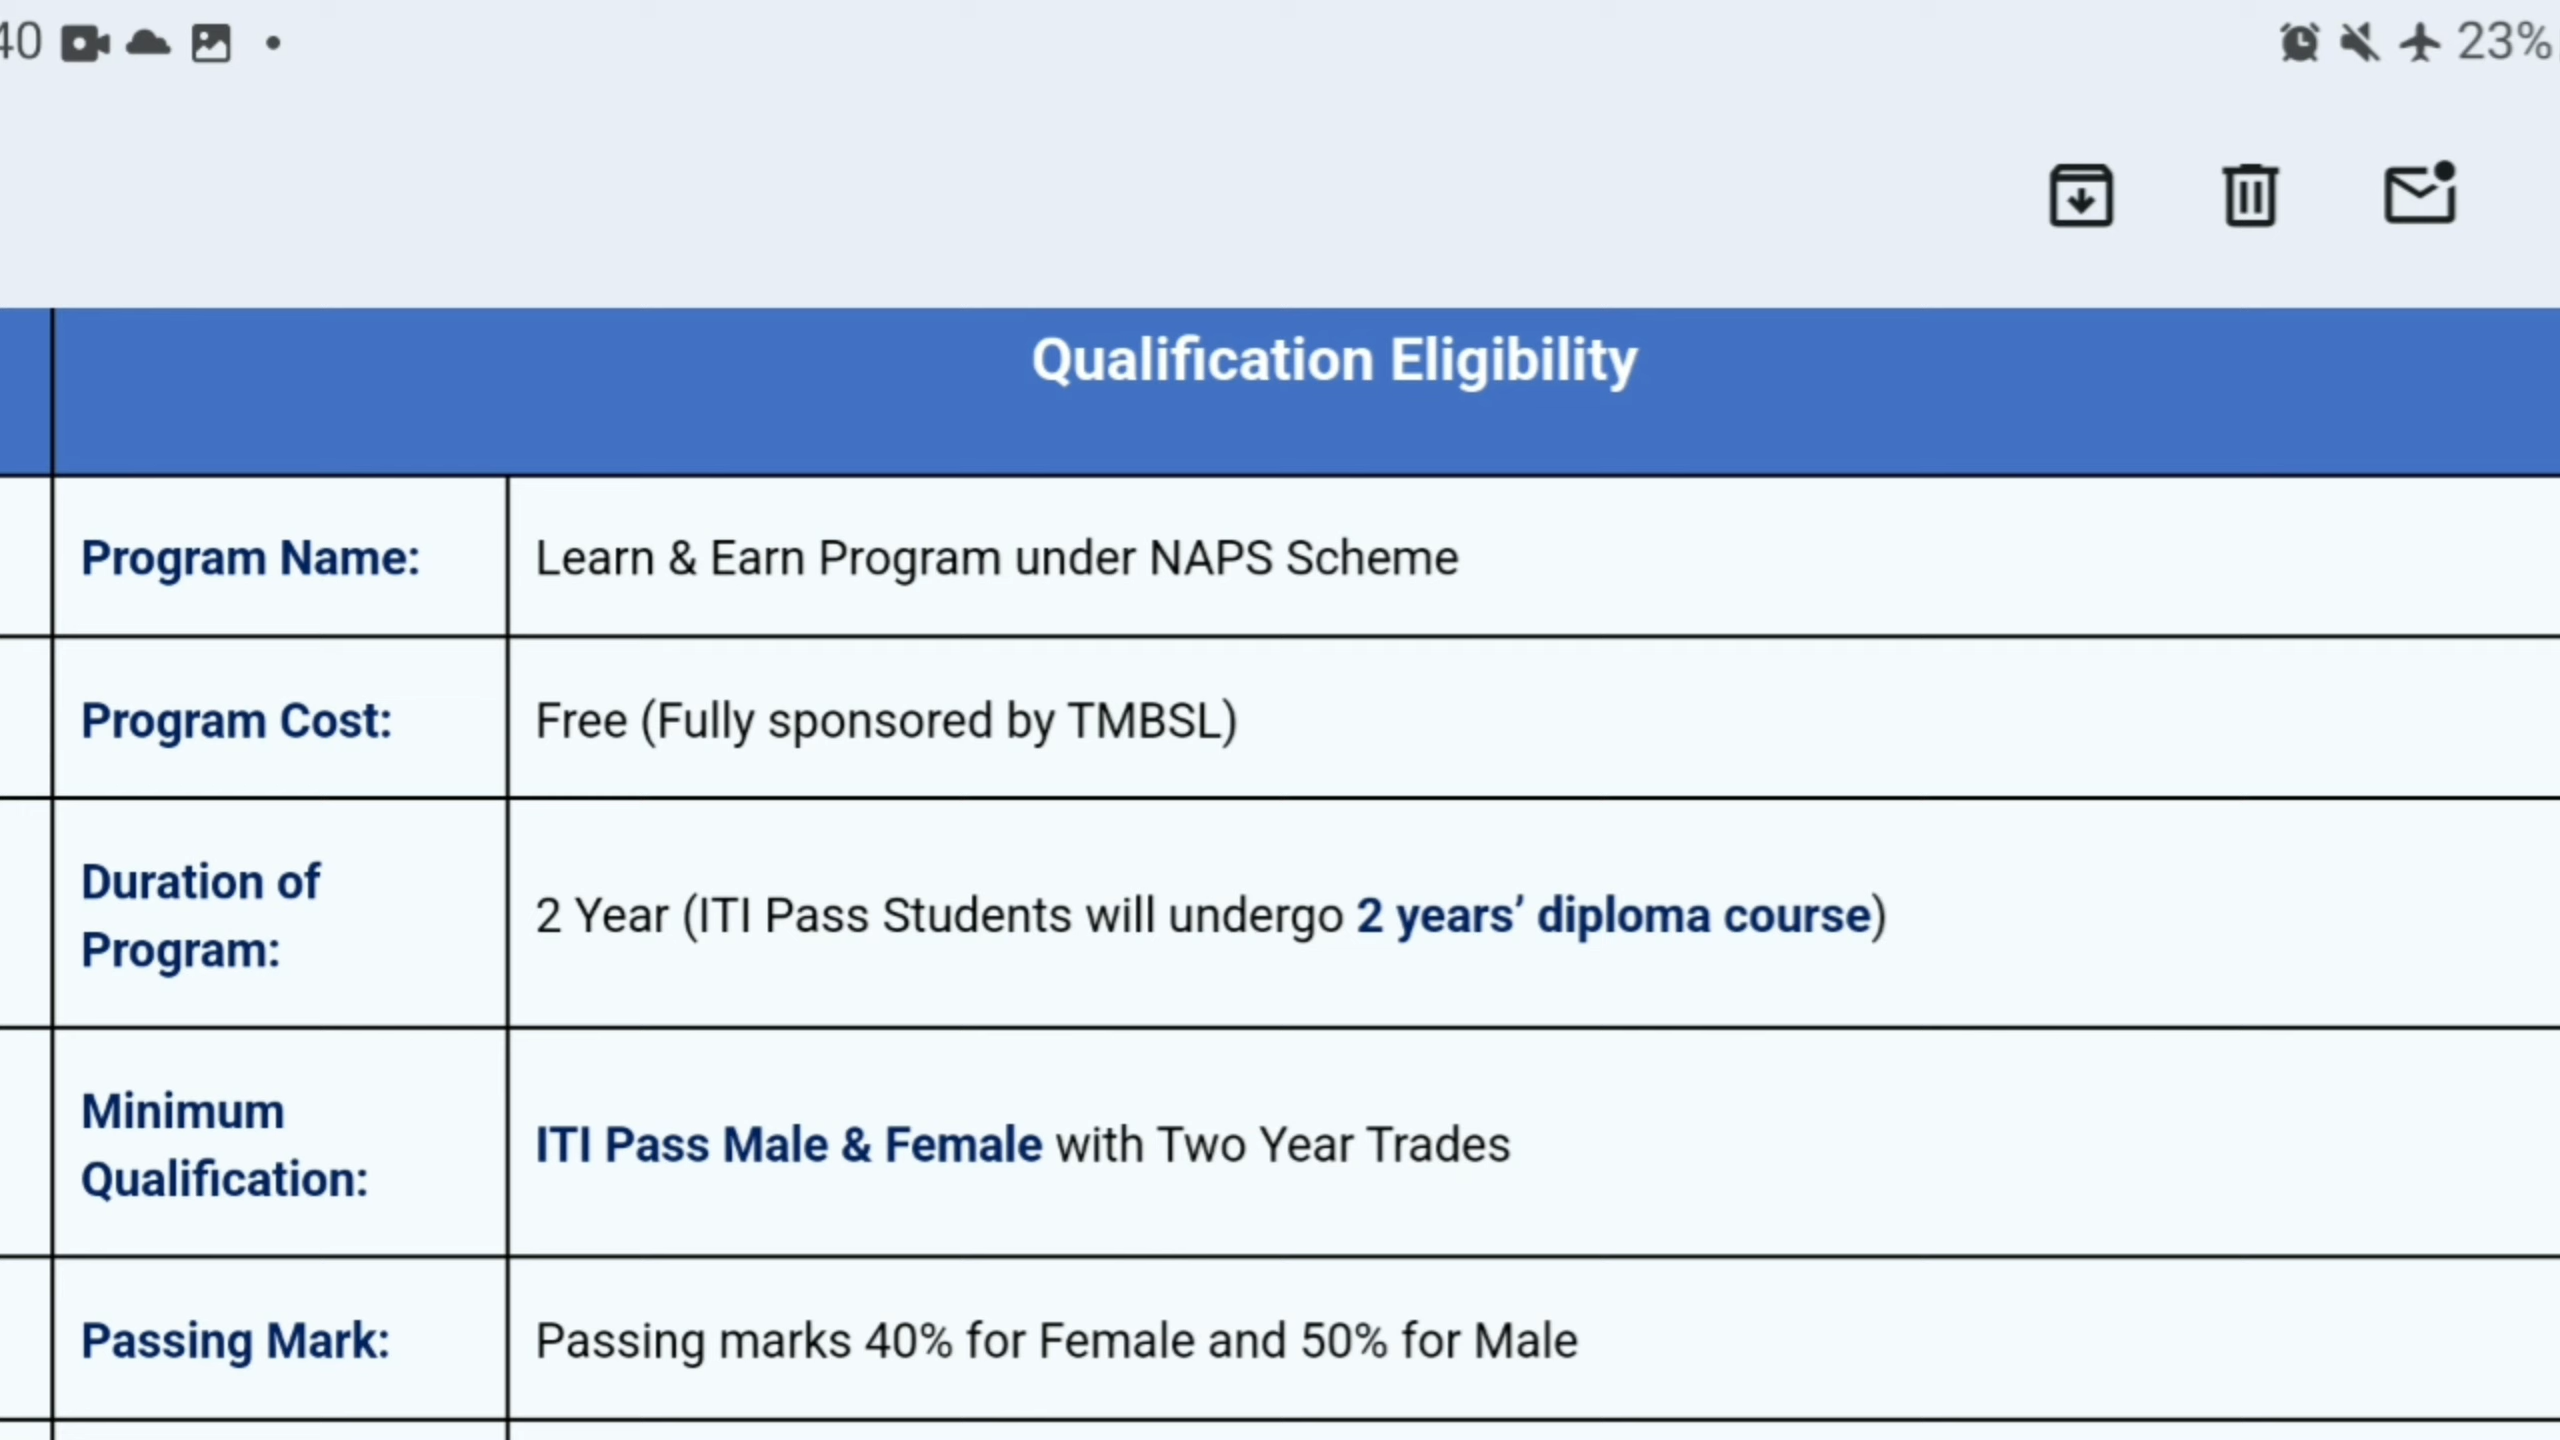 40
23%
Qualification Eligibility
Program Name:
Learn & Earn Program under NAPS Scheme
Program Cost:
Free (Fully sponsored by TMBSL)
Duration of
Program:
2 Year (ITI Pass Students will undergo 2 years’ diploma course)
Minimum
Qualification:
ITI Pass Male & Female with Two Year Trades
Passing Mark:
Passing marks 40% for Female and 50% for Male